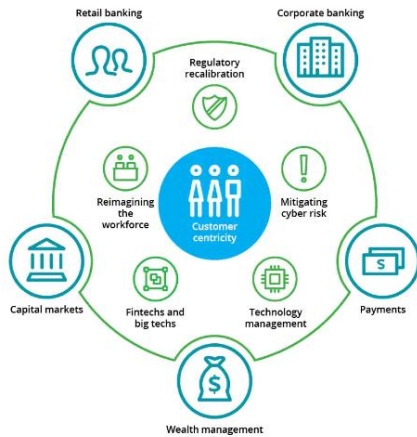 Retail banking
Corporate banking
Regulatory
recalibration
Reimagining
the
workforce
Mitigating
cyber risk
Customer
centricity
Capital markets
Fintechs and
big techs
Technology
management
Payments
$
$
Wealth management